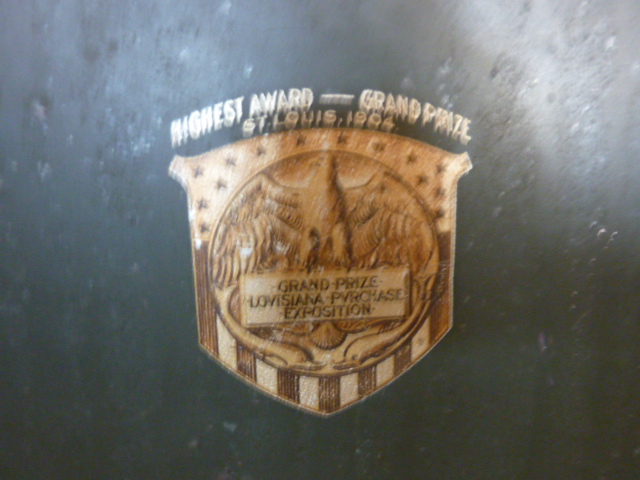 HIGHEST AWARD — GRAND PRIZE
ST. LOUIS, 1904.
·GRAND·PRIZE·
·LOVISIANA·PVRCHASE·
·EXPOSITION·